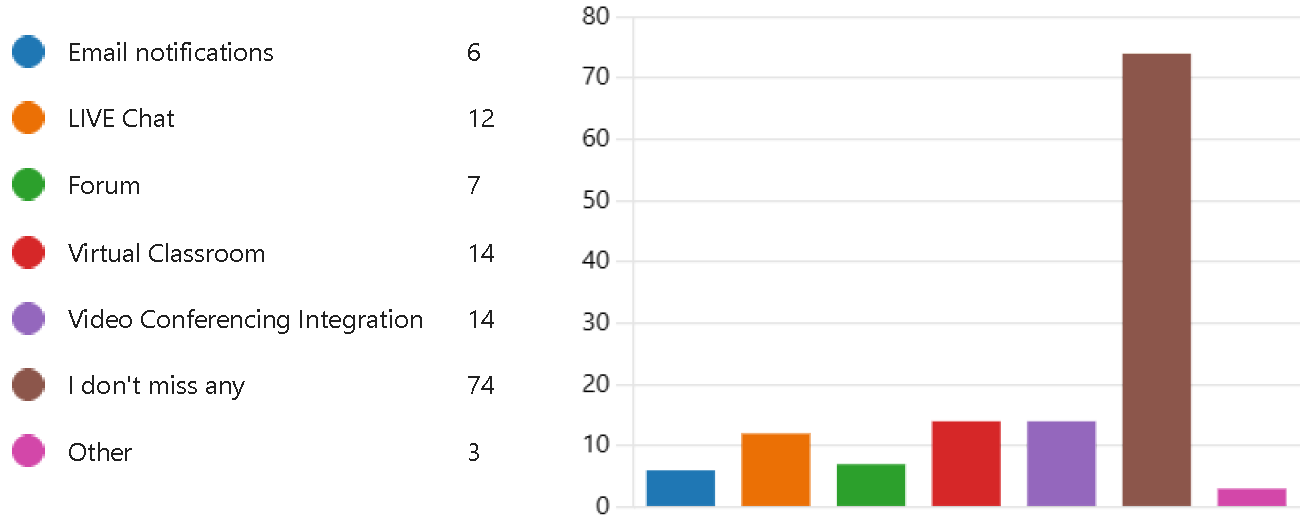 Email notifications 6
LIVE Chat 12
Forum 7
Virtual Classroom 14
Video Conferencing Integration 14
I don't miss any 74
Other 3
80
70
60
50
40
30
20
10
0